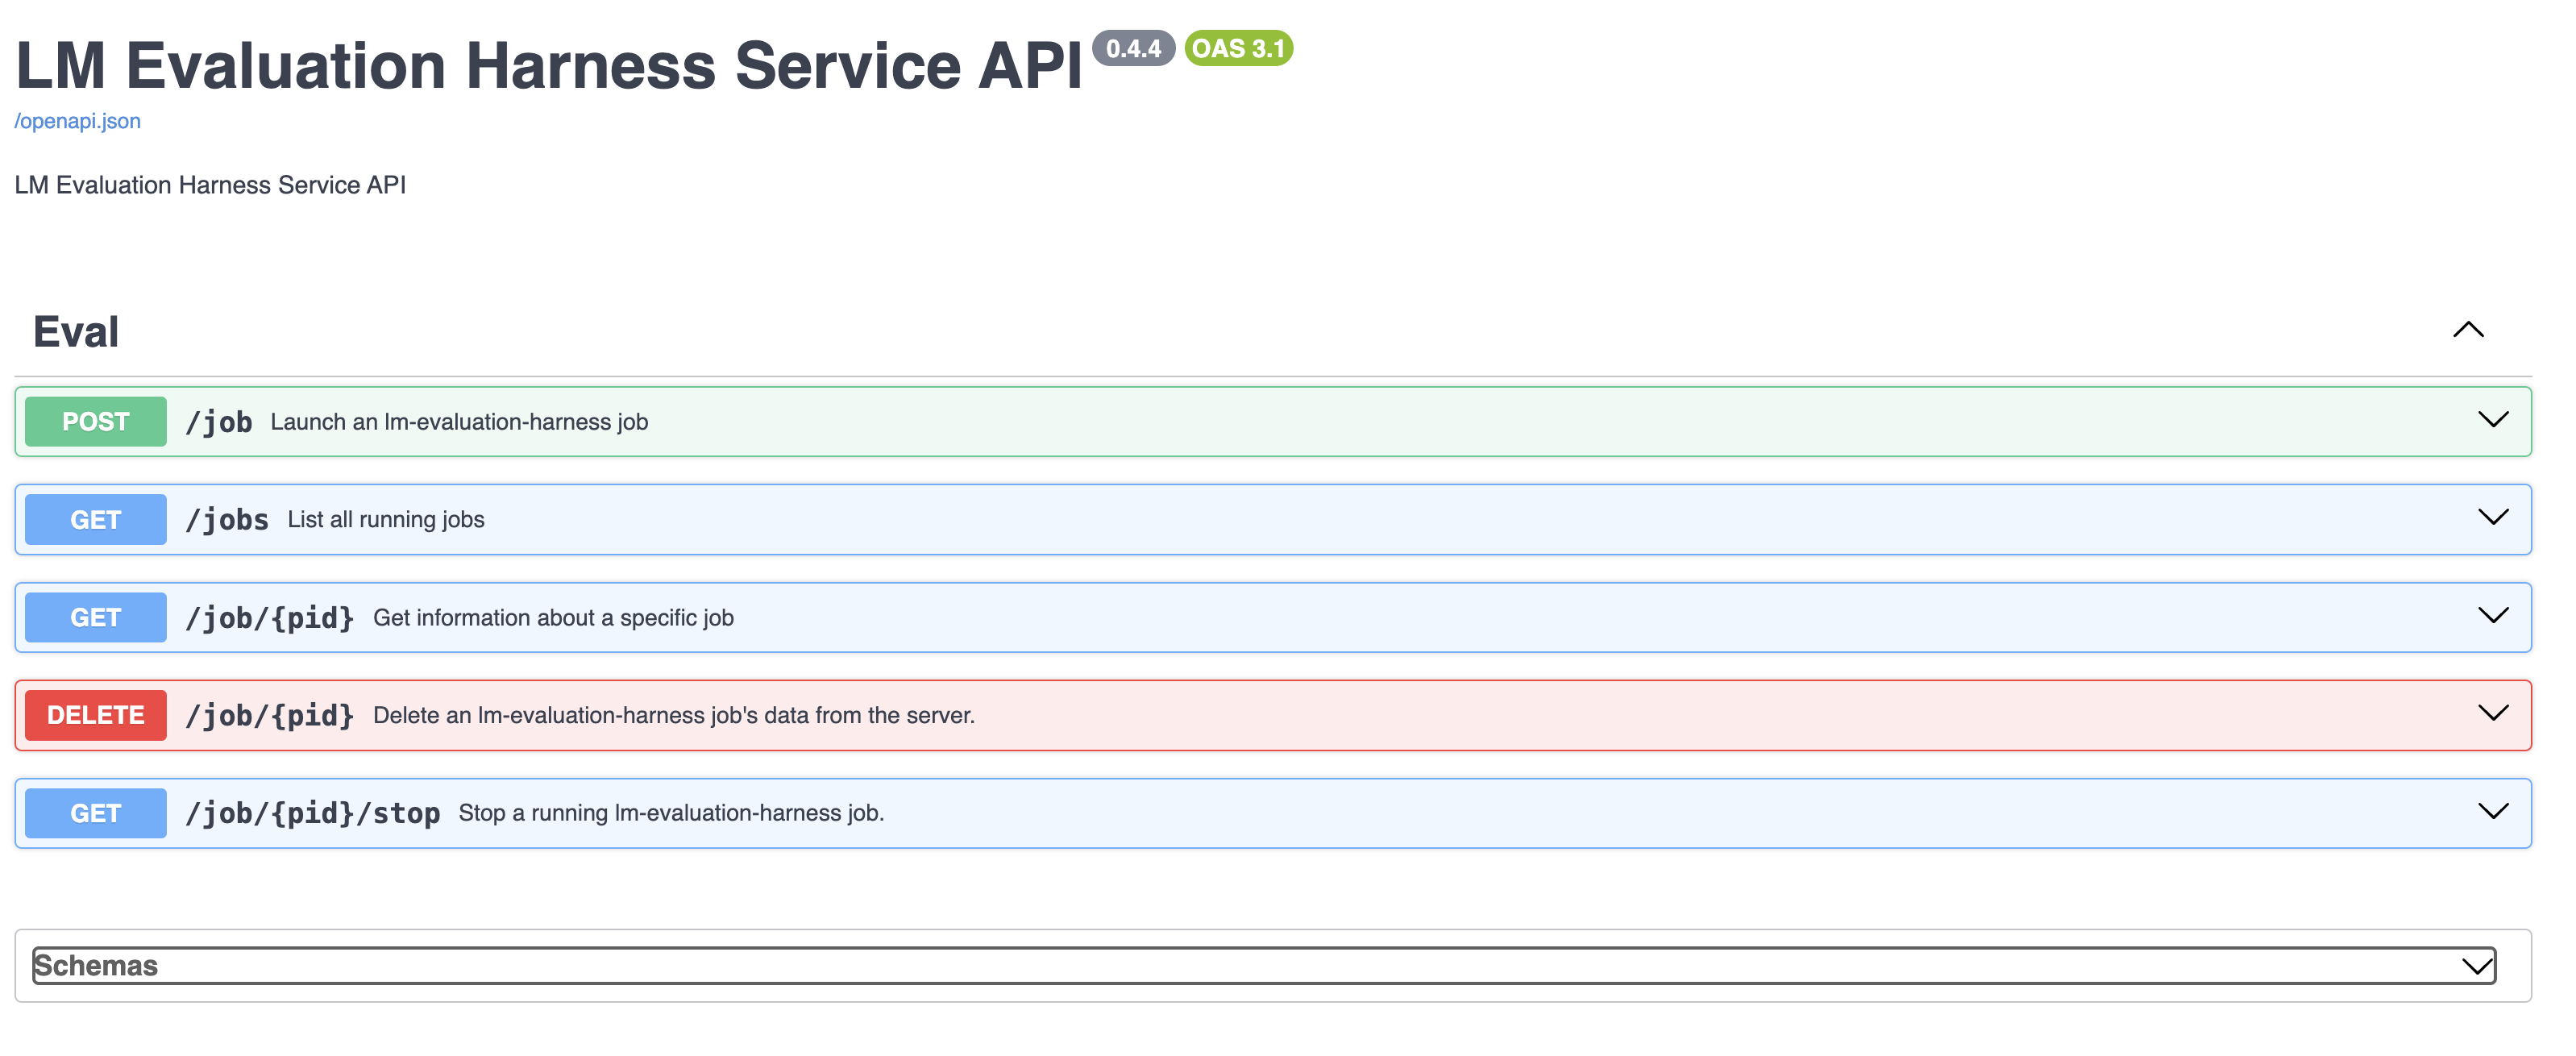 LM Evaluation Harness Service API 0.4.4 OAS 3.1
/openapi.json
LM Evaluation Harness Service API
Eval
POST /job Launch an lm-evaluation-harness job
GET /jobs List all running jobs
GET /job/{pid} Get information about a specific job
DELETE /job/{pid} Delete an lm-evaluation-harness job's data from the server.
GET /job/{pid}/stop Stop a running lm-evaluation-harness job.
Schemas